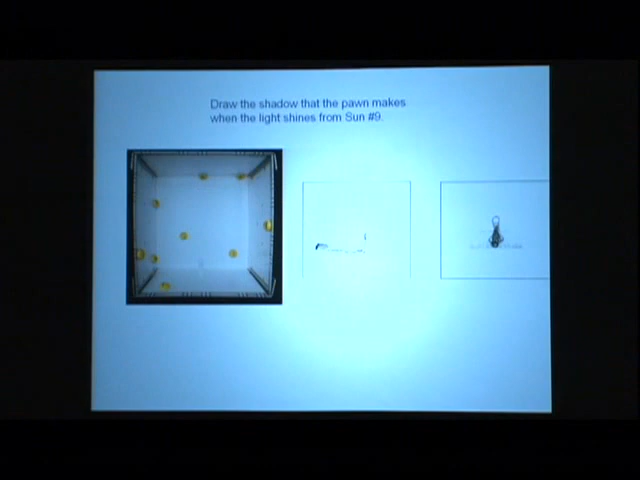 Draw the shadow that the pawn makes
when the light shines from Sun #9.